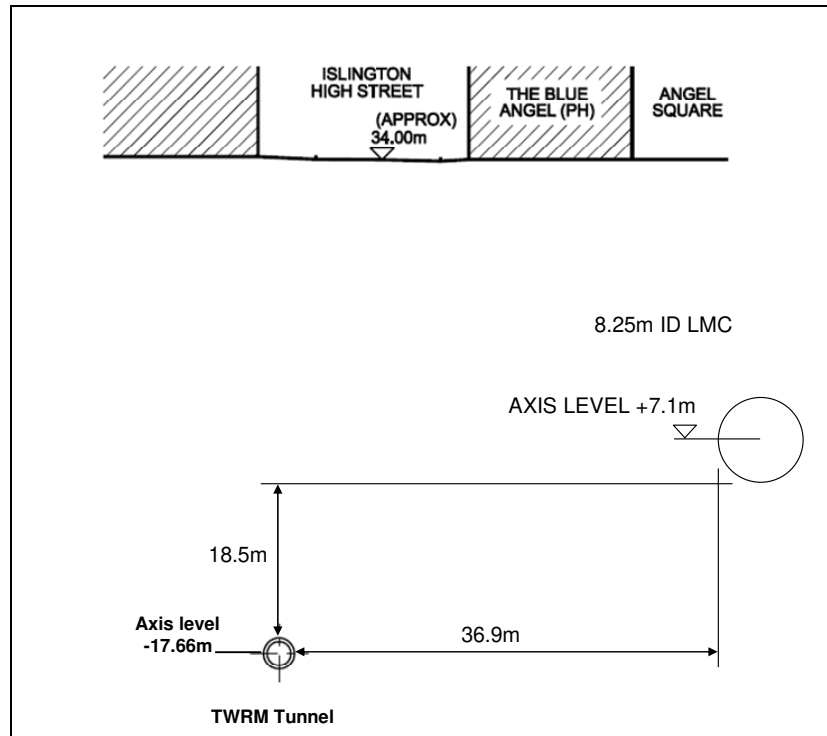 ISLINGTON
HIGH STREET
(APPROX)
34.00m
THE BLUE
ANGEL (PH)
ANGEL
SQUARE
8.25m ID LMC
AXIS LEVEL +7.1m
18.5m
Axis level
-17.66m
36.9m
TWRM Tunnel